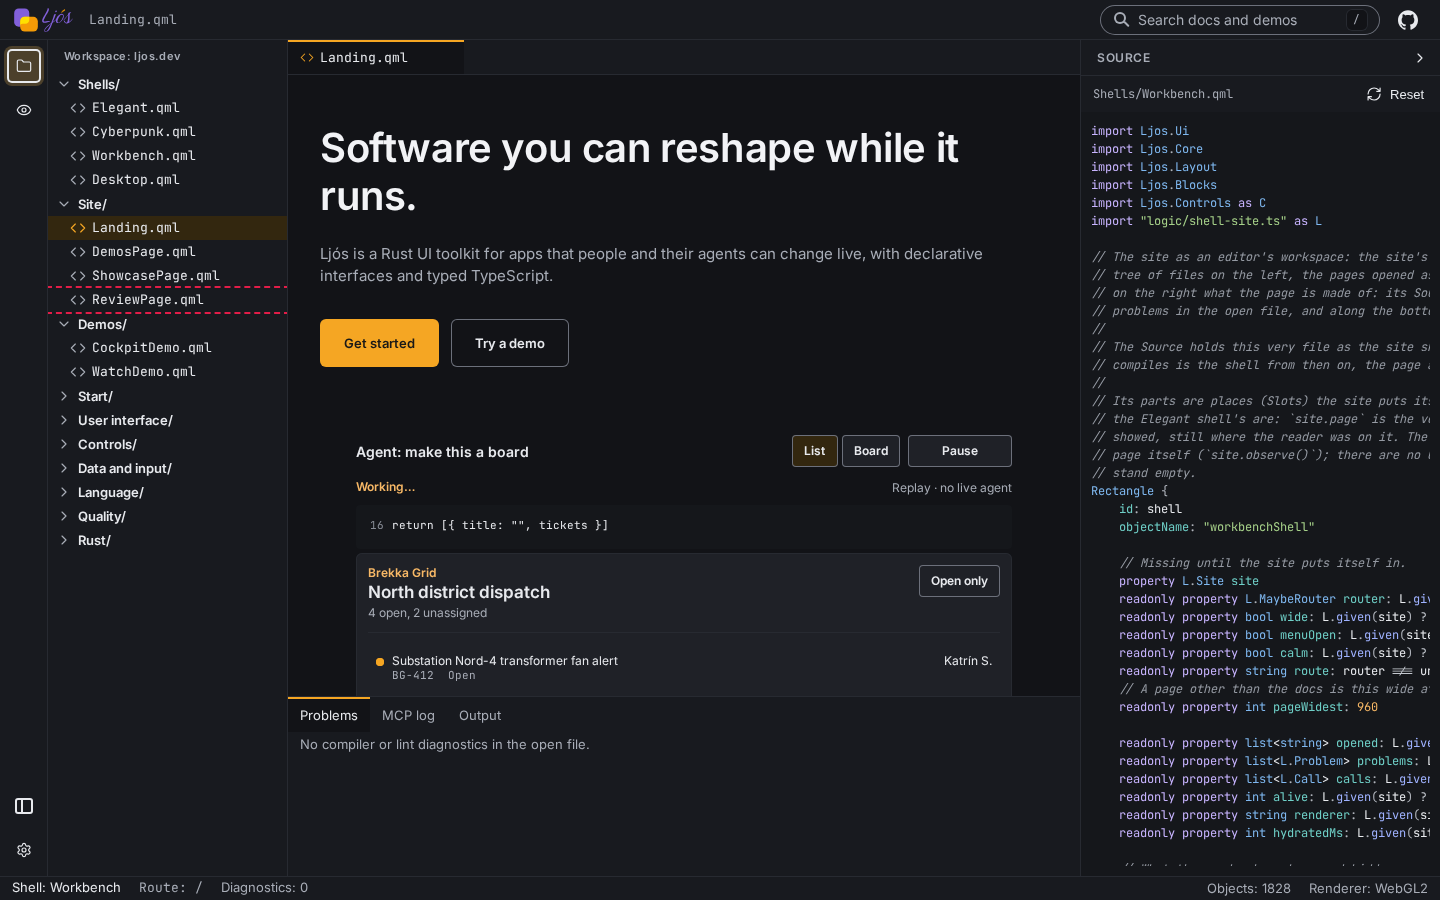 Ljós
Landing.qml
Search docs and demos
/
Workspace: ljos.dev
Shells/
Elegant.qml
Cyberpunk.qml
Workbench.qml
Desktop.qml
Site/
Landing.qml
DemosPage.qml
ShowcasePage.qml
ReviewPage.qml
Demos/
CockpitDemo.qml
WatchDemo.qml
Start/
User interface/
Controls/
Data and input/
Language/
Quality/
Rust/
Landing.qml
Software you can reshape while it
runs.
Ljós is a Rust UI toolkit for apps that people and their agents can change live, with declarative
interfaces and typed TypeScript.
Get started
Try a demo
Agent: make this a board
List
Board
Pause
Working...
Replay · no live agent
16 return [{ title: "", tickets }]
Brekka Grid
North district dispatch
4 open, 2 unassigned
Open only
Substation Nord-4 transformer fan alert
Katrín S.
BG-412 Open
Problems
MCP log
Output
No compiler or lint diagnostics in the open file.
SOURCE
Shells/Workbench.qml
Reset
import Ljos.Ui
import Ljos.Core
import Ljos.Layout
import Ljos.Blocks
import Ljos.Controls as C
import "logic/shell-site.ts" as L
// The site as an editor's workspace: the site's
// tree of files on the left, the pages opened as
// on the right what the page is made of: its Sou
// problems in the open file, and along the botto
//
// The Source holds this very file as the site sh
// compiles is the shell from then on, the page a
//
// Its parts are places (Slots) the site puts its
// the Elegant shell's are: `site.page` is the ve
// showed, still where the reader was on it. The
// page itself (`site.observe()`); there are no
// stand empty.
Rectangle {
id: shell
objectName: "workbenchShell"
// Missing until the site puts itself in.
property L.Site site
readonly property L.MaybeRouter router: L.giv
readonly property bool wide: L.given(site) ?
readonly property bool menuOpen: L.given(site
readonly property bool calm: L.given(site) ?
readonly property string route: router !== un
// A page other than the docs is this wide at
readonly property int pageWidest: 960
readonly property list<string> opened: L.give
readonly property list<L.Problem> problems: L
readonly property list<L.Call> calls: L.given
readonly property int alive: L.given(site) ?
readonly property string renderer: L.given(si
readonly property int hydratedMs: L.given(sit
Shell: Workbench
Route: /
Diagnostics: 0
Objects: 1828
Renderer: WebGL2